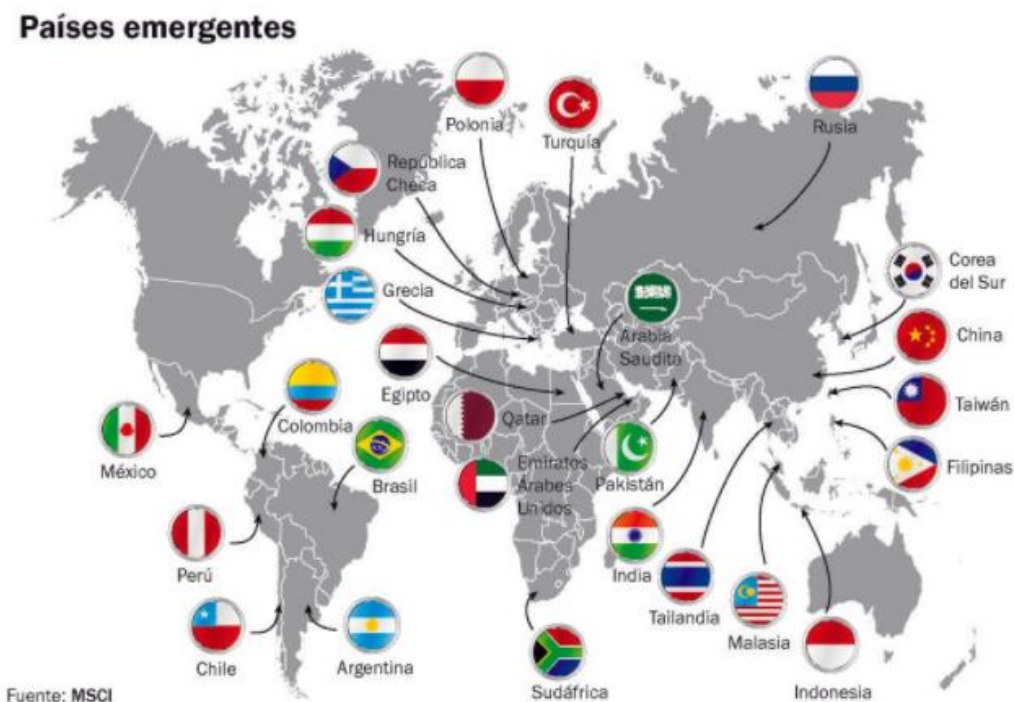 Países emergentes
Polonia
Turquía
Rusia
República
Checa
Hungría
Grecia
Corea
del Sur
China
Arabia
Saudita
Egipto
Taiwán
Colombia
Qatar
México
Brasil
Emiratos
Árabes
Unidos
Pakistán
Filipinas
Perú
India
Tailandia
Malasia
Chile
Argentina
Sudáfrica
Indonesia
Fuente: MSCI